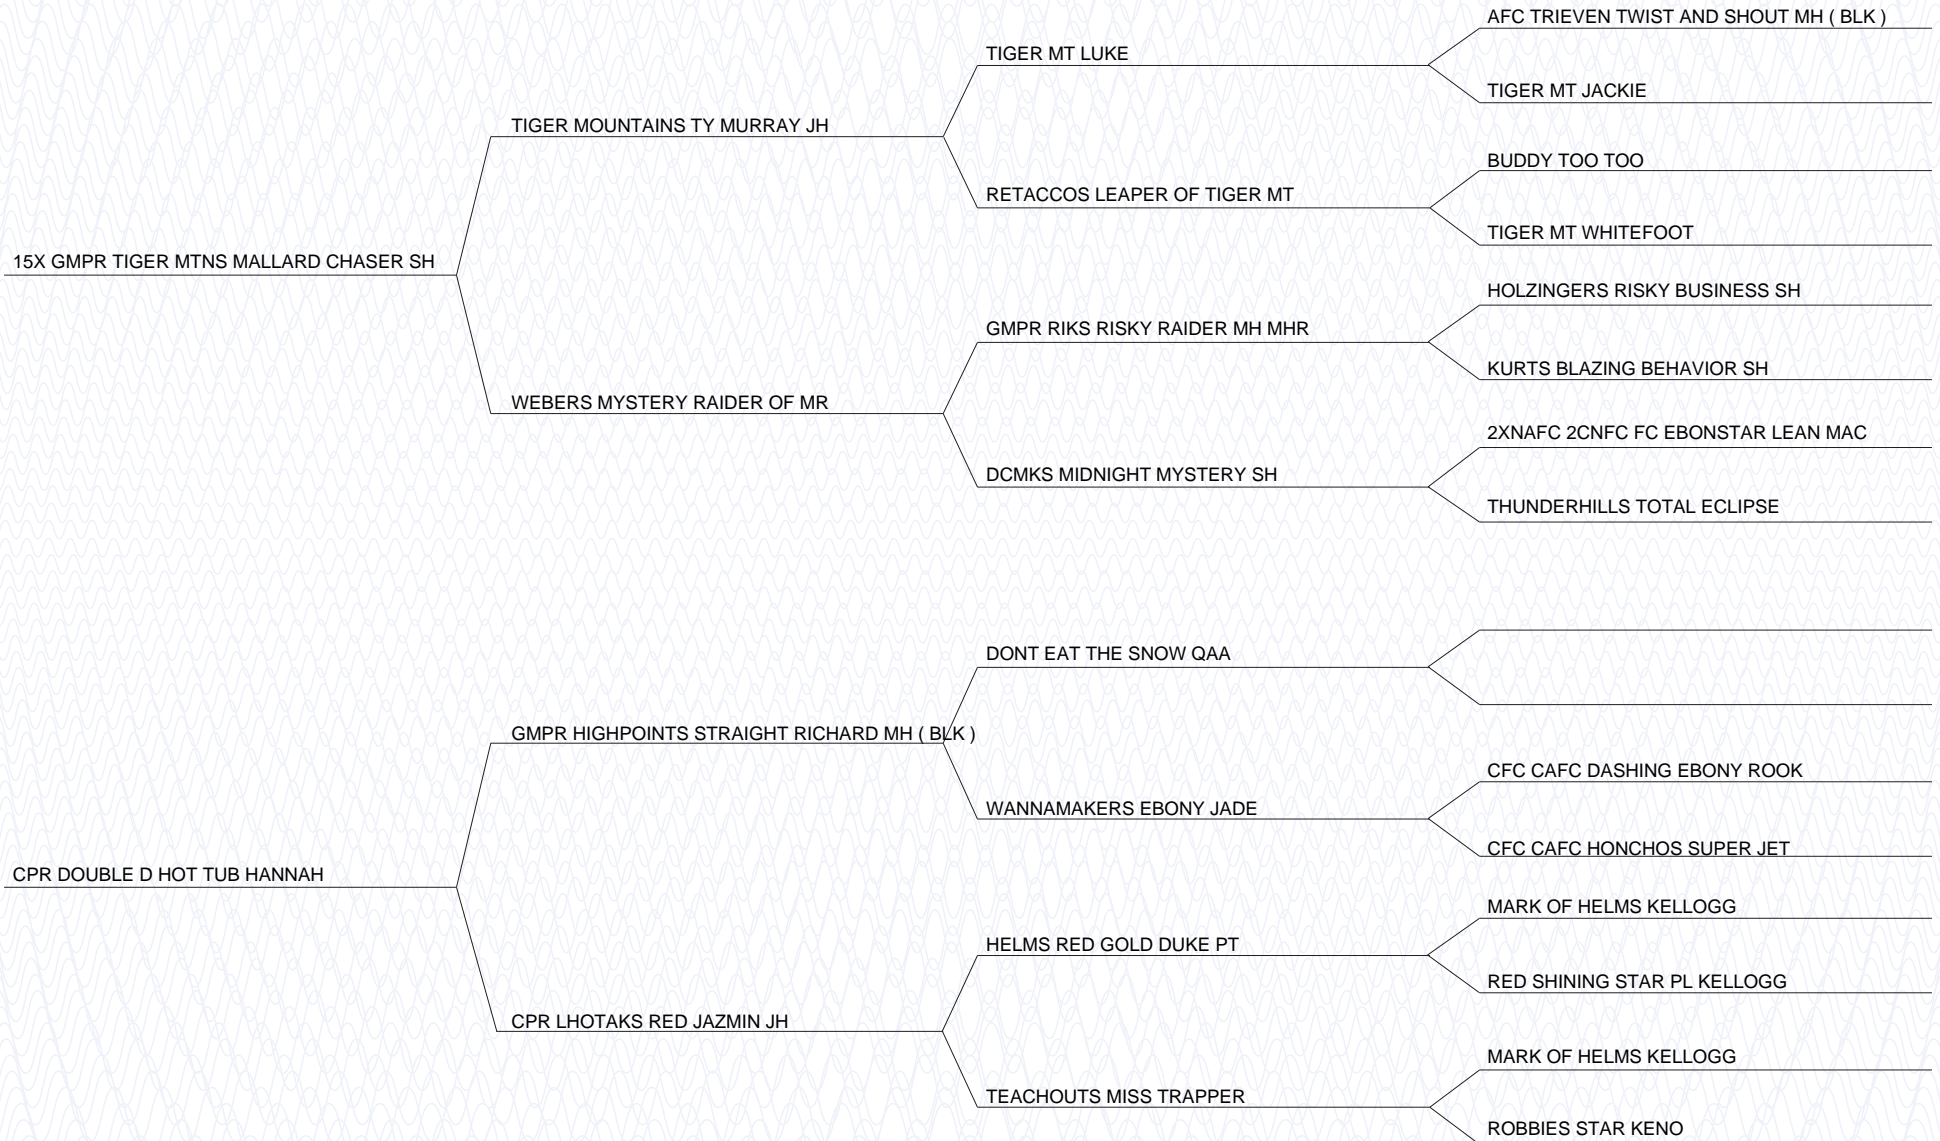 AFC TRIEVEN TWIST AND SHOUT MH ( BLK )
TIGER MT LUKE
TIGER MT JACKIE
TIGER MOUNTAINS TY MURRAY JH
BUDDY TOO TOO
RETACCOS LEAPER OF TIGER MT
TIGER MT WHITEFOOT
15X GMPR TIGER MTNS MALLARD CHASER SH
HOLZINGERS RISKY BUSINESS SH
GMPR RIKS RISKY RAIDER MH MHR
KURTS BLAZING BEHAVIOR SH
WEBERS MYSTERY RAIDER OF MR
2XNAFC 2CNFC FC EBONSTAR LEAN MAC
DCMKS MIDNIGHT MYSTERY SH
THUNDERHILLS TOTAL ECLIPSE
DONT EAT THE SNOW QAA
GMPR HIGHPOINTS STRAIGHT RICHARD MH ( BLK )
CFC CAFC DASHING EBONY ROOK
WANNAMAKERS EBONY JADE
CFC CAFC HONCHOS SUPER JET
CPR DOUBLE D HOT TUB HANNAH
MARK OF HELMS KELLOGG
HELMS RED GOLD DUKE PT
RED SHINING STAR PL KELLOGG
CPR LHOTAKS RED JAZMIN JH
MARK OF HELMS KELLOGG
TEACHOUTS MISS TRAPPER
ROBBIES STAR KENO